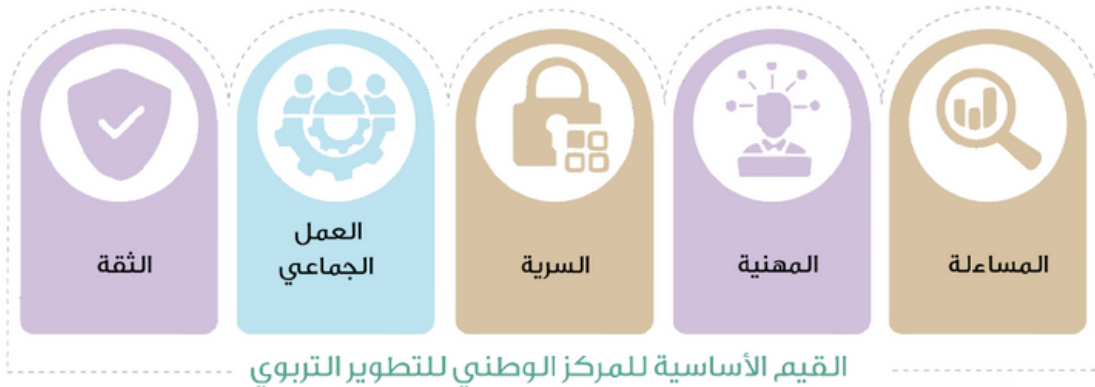 المساءلة
المهنية
السرية
العمل
الجماعي
الثقة
القيم الأساسية للمركز الوطني للتطوير التربوي